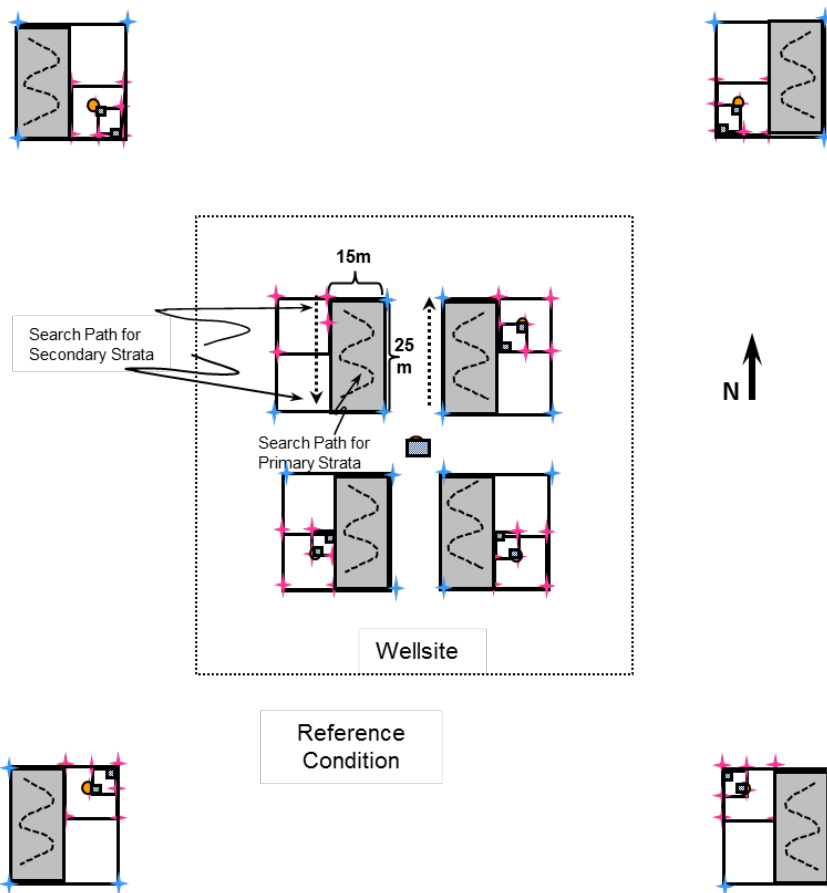 15m
Search Path for
Secondary Strata
25
m
N
Search Path for
Primary Strata
Wellsite
Reference
Condition